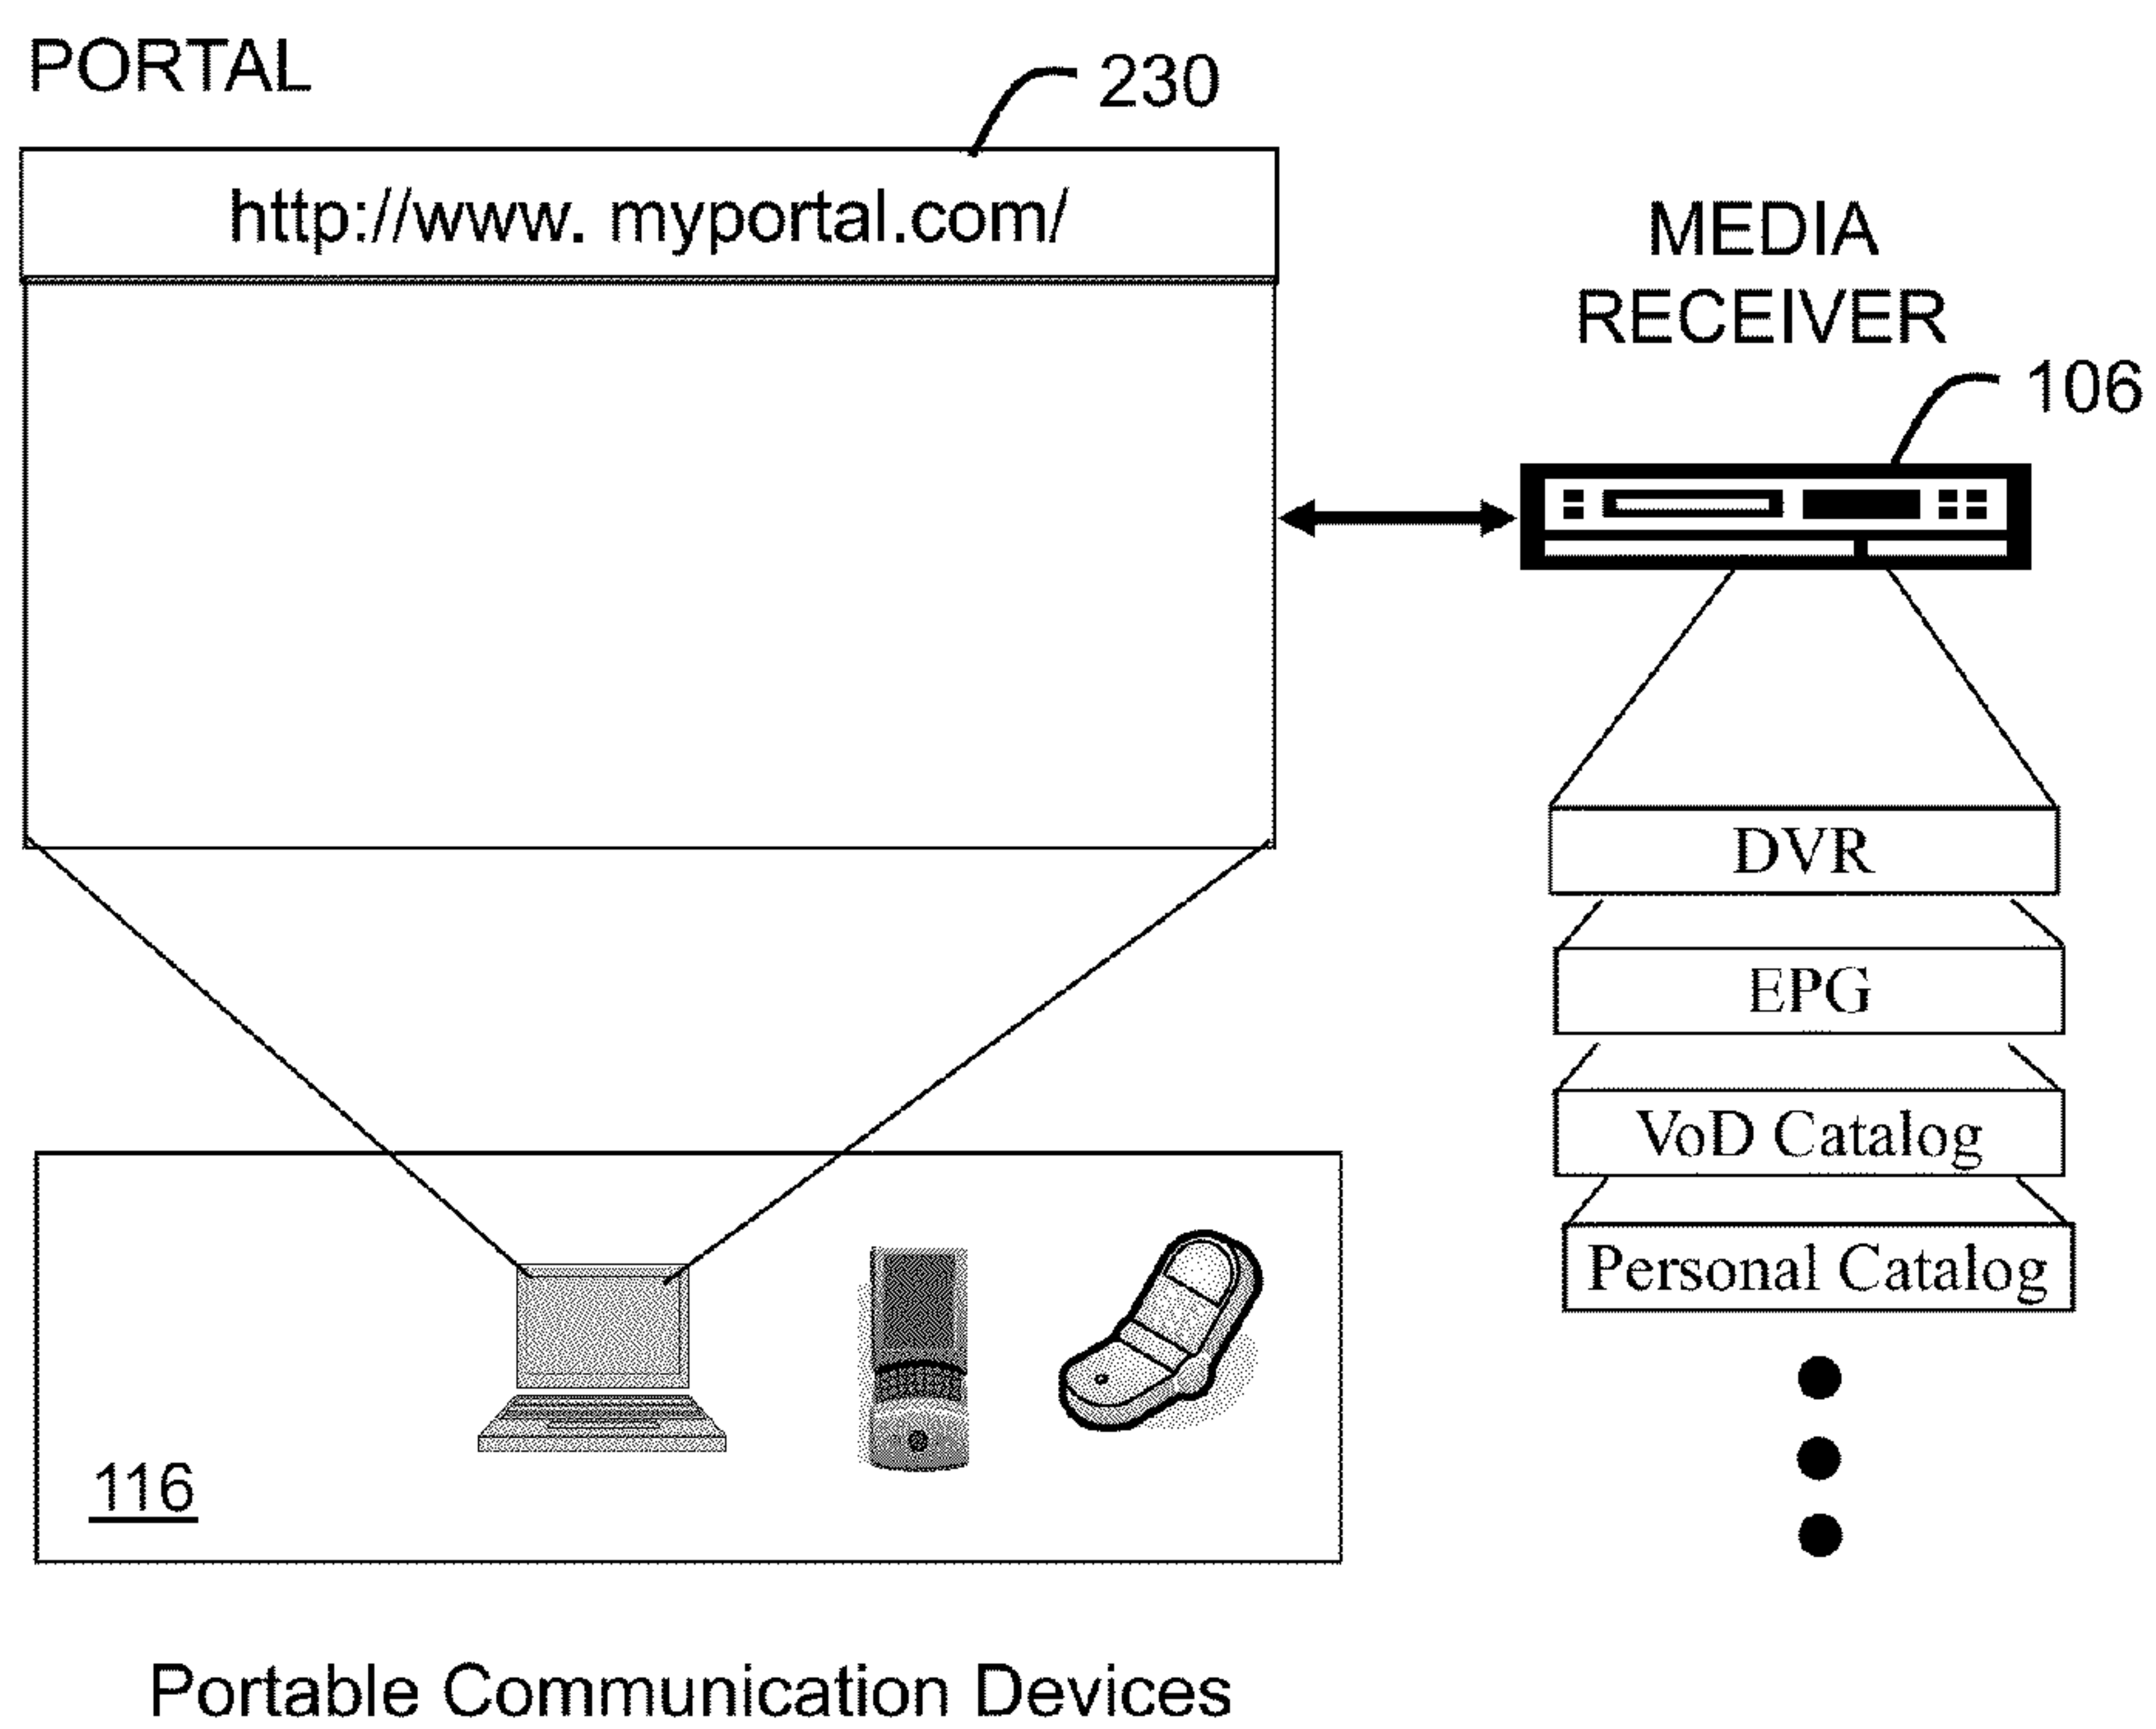 PORTAL
230
http://www. myportal.com/
MEDIA
RECEIVER
106
DVR
EPG
VoD Catalog
Personal Catalog
116
Portable Communication Devices